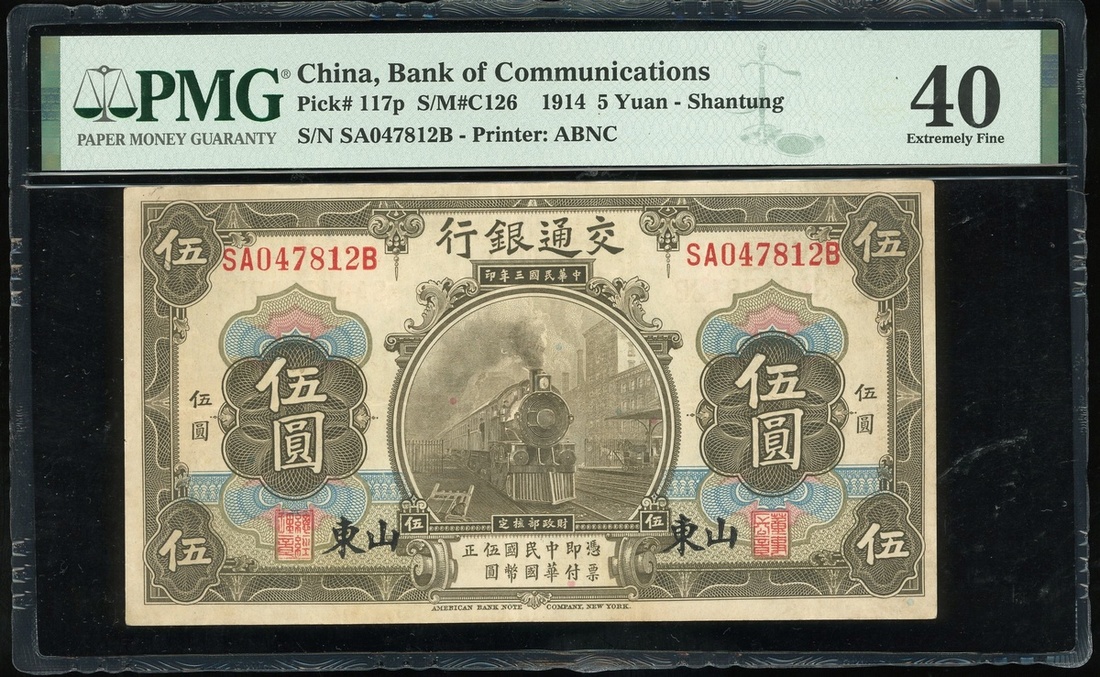 PMG®
PAPER MONEY GUARANTY
China, Bank of Communications
Pick# 117p S/M#C126 1914 5 Yuan - Shantung
S/N SA047812B - Printer: ABNC
40
Extremely Fine
伍
交通銀行
伍
SA047812B
SA047812B
中華民國三年印
伍圓
伍圓
伍圓
伍圓
伍
財政部核定
伍
山東
山東
伍
憑票即付中華民國國幣伍圓正
伍
AMERICAN BANK NOTE COMPANY, NEW YORK.